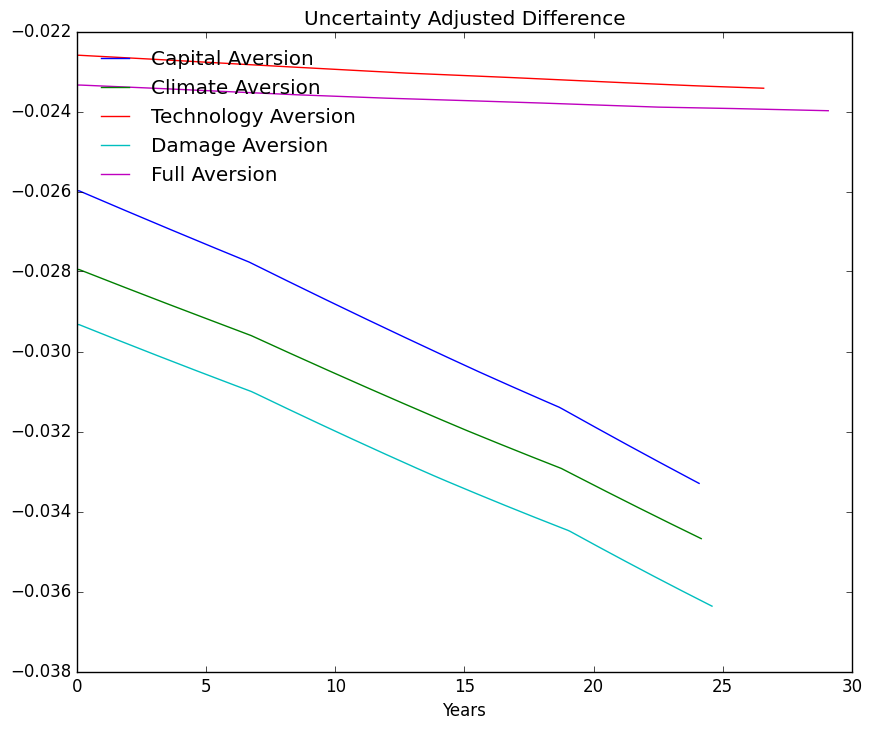 Uncertainty Adjusted Difference
−0.022
−0.024
−0.026
−0.028
−0.030
−0.032
−0.034
−0.036
−0.038
Capital Aversion
Climate Aversion
Technology Aversion
Damage Aversion
Full Aversion
0 5 10 15 20 25 30
Years